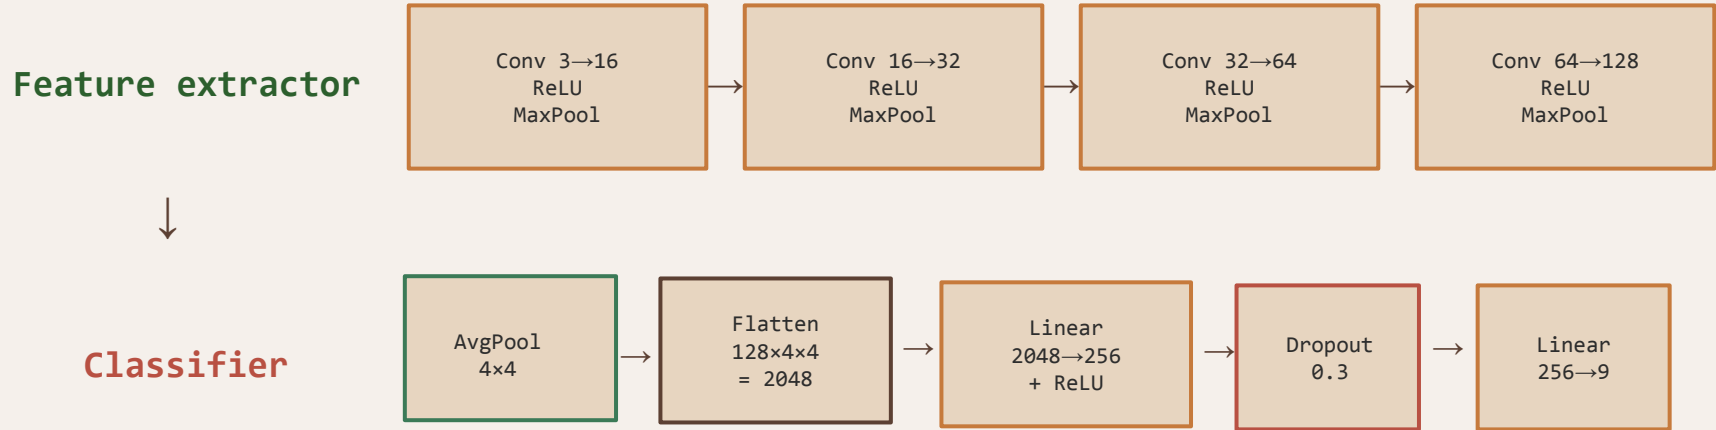 Feature extractor
Conv 3→16
ReLU
MaxPool
→
Conv 16→32
ReLU
MaxPool
→
Conv 32→64
ReLU
MaxPool
→
Conv 64→128
ReLU
MaxPool
↓
Classifier
AvgPool
4×4
→
Flatten
128×4×4
= 2048
→
Linear
2048→256
+ ReLU
→
Dropout
0.3
→
Linear
256→9